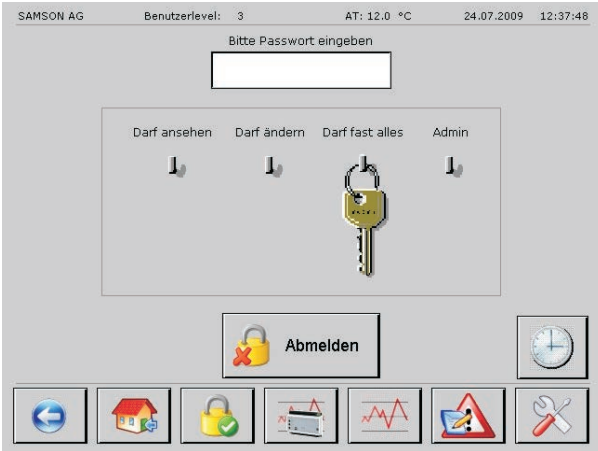 SAMSON AG Benutzerlevel: 3 AT: 12.0 °C 24.07.2009 12:37:48
Bitte Passwort eingeben
Darf ansehen Darf ändern Darf fast alles Admin
Abmelden